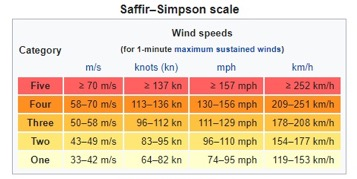 Saffir–Simpson scale
Category
Wind speeds
(for 1-minute maximum sustained winds)
m/s knots (kn) mph km/h
Five ≥ 70 m/s ≥ 137 kn ≥ 157 mph ≥ 252 km/h
Four 58–70 m/s 113–136 kn 130–156 mph 209–251 km/h
Three 50–58 m/s 96–112 kn 111–129 mph 178–208 km/h
Two 43–49 m/s 83–95 kn 96–110 mph 154–177 km/h
One 33–42 m/s 64–82 kn 74–95 mph 119–153 km/h